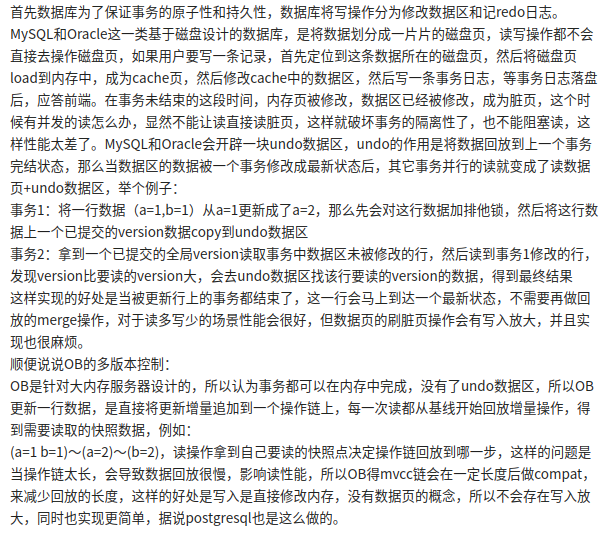 首先数据库为了保证事务的原子性和持久性，数据库将写操作分为修改数据区和记redo日志。
MySQL和Oracle这一类基于磁盘设计的数据库，是将数据划分成一片片的磁盘页，读写操作都不会
直接去操作磁盘页，如果用户要写一条记录，首先定位到这条数据所在的磁盘页，然后将磁盘页
load到内存中，成为cache页，然后修改cache中的数据区，然后写一条事务日志，等事务日志落盘
后，应答前端。在事务未结束的这段时间，内存页被修改，数据区已经被修改，成为脏页，这个时
候有并发的读怎么办，显然不能让读直接读脏页，这样就破坏事务的隔离性了，也不能阻塞读，这
样性能太差了。MySQL和Oracle会开辟一块undo数据区，undo的作用是将数据回放到上一个事务
完结状态，那么当数据区的数据被一个事务修改成最新状态后，其它事务并行的读就变成了读数据
页+undo数据区，举个例子：
事务1：将一行数据（a=1,b=1）从a=1更新成了a=2，那么先会对这行数据加排他锁，然后将这行数
据上一个已提交的version数据copy到undo数据区
事务2：拿到一个已提交的全局version读取事务中数据区未被修改的行，然后读到事务1修改的行，
发现version比要读的version大，会去undo数据区找该行要读的version的数据，得到最终结果
这样实现的好处是当被更新行上的事务都结束了，这一行会马上到达一个最新状态，不需要再做回
放的merge操作，对于读多写少的场景性能会很好，但数据页的刷脏页操作会有写入放大，并且实
现也很麻烦。
顺便说说OB的多版本控制：
OB是针对大内存服务器设计的，所以认为事务都可以在内存中完成，没有了undo数据区，所以OB
更新一行数据，是直接将更新增量追加到一个操作链上，每一次读都从基线开始回放增量操作，得
到需要读取的快照数据，例如：
(a=1 b=1)～(a=2)～(b=2)，读操作拿到自己要读的快照点决定操作链回放到哪一步，这样的问题是
当操作链太长，会导致数据回放很慢，影响读性能，所以OB得mvcc链会在一定长度后做compat，
来减少回放的长度，这样的好处是写入是直接修改内存，没有数据页的概念，所以不会存在写入放
大，同时也实现更简单，据说postgresql也是这么做的。